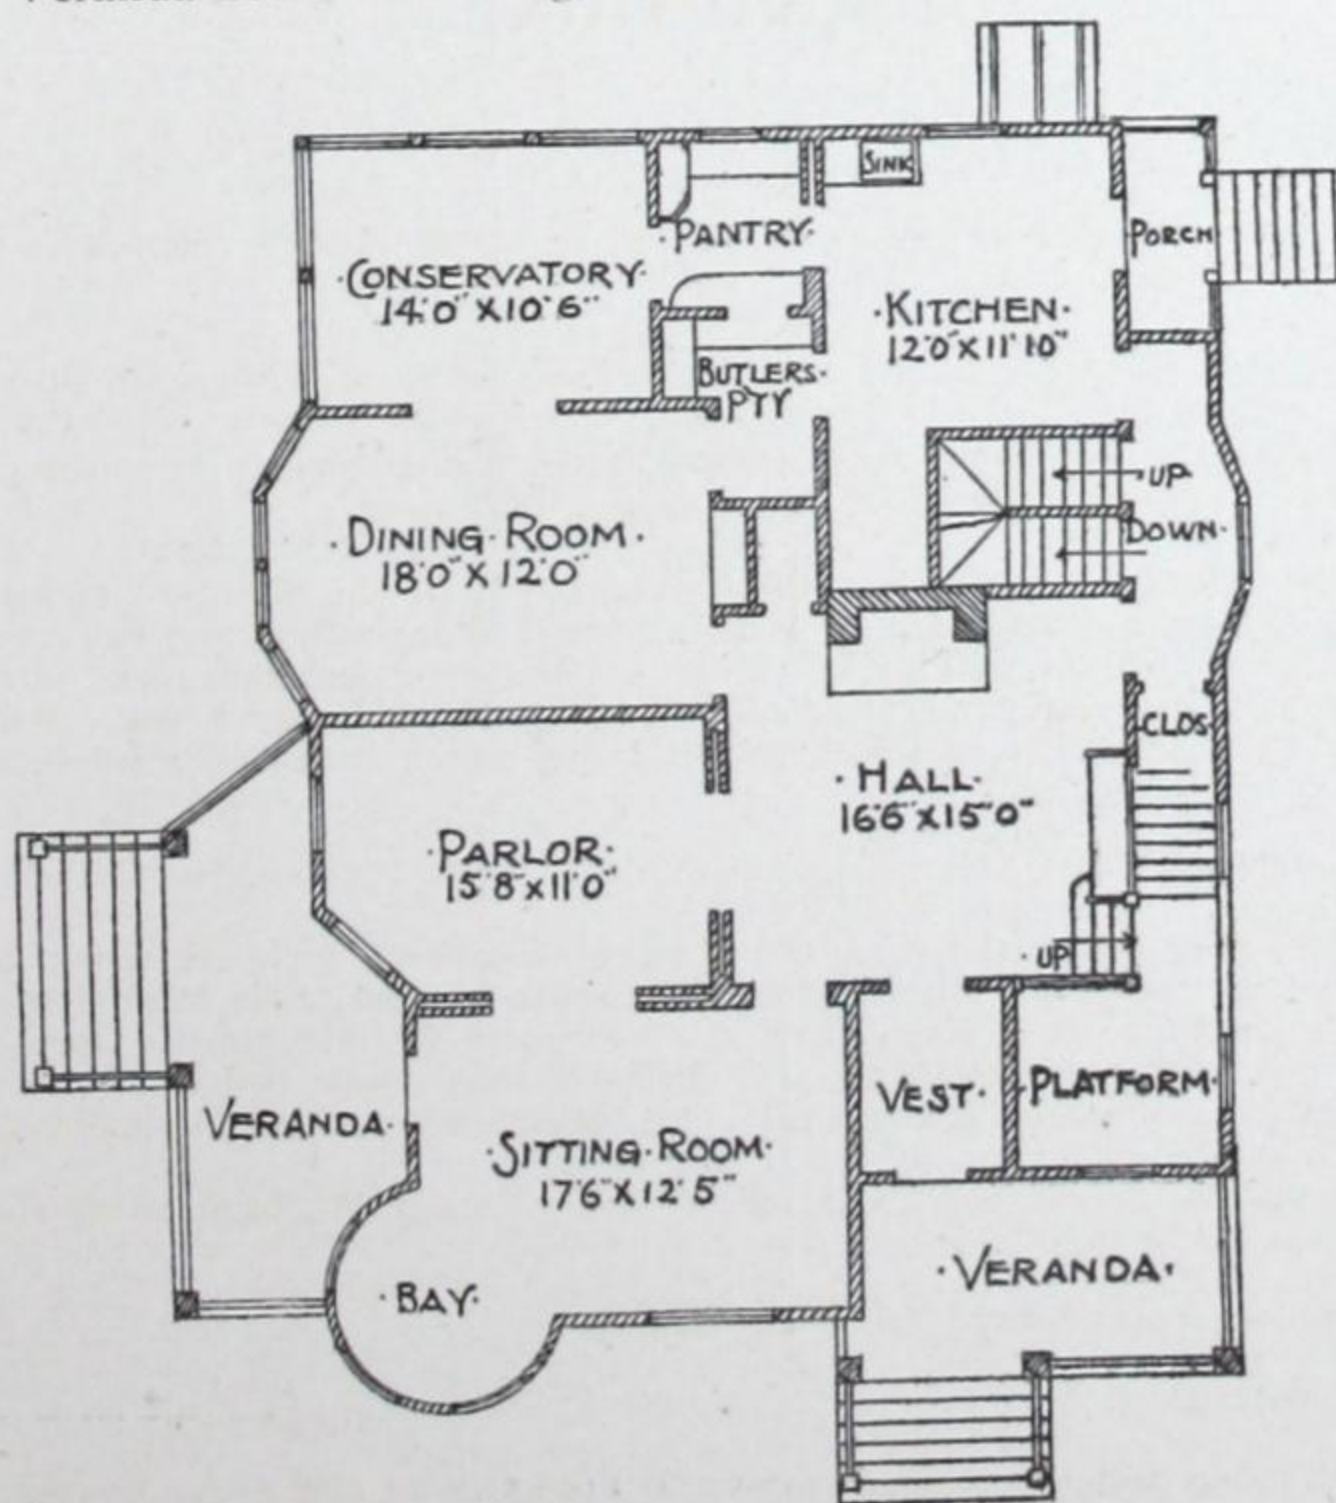 SINK
·PANTRY·
PORCH
·CONSERVATORY·
14'0" X 10'6"
·KITCHEN·
12'0" X 11'10"
BUTLERS·
PTY
UP
DOWN·
·DINING·ROOM·
18'0" X 12'0"
·CLOS·
·HALL·
16'6" X 15'0"
·PARLOR·
15'8" X 11'0"
·UP
·VEST·
·PLATFORM·
VERANDA·
·SITTING·ROOM·
17'6" X 12'5"
·VERANDA·
·BAY·